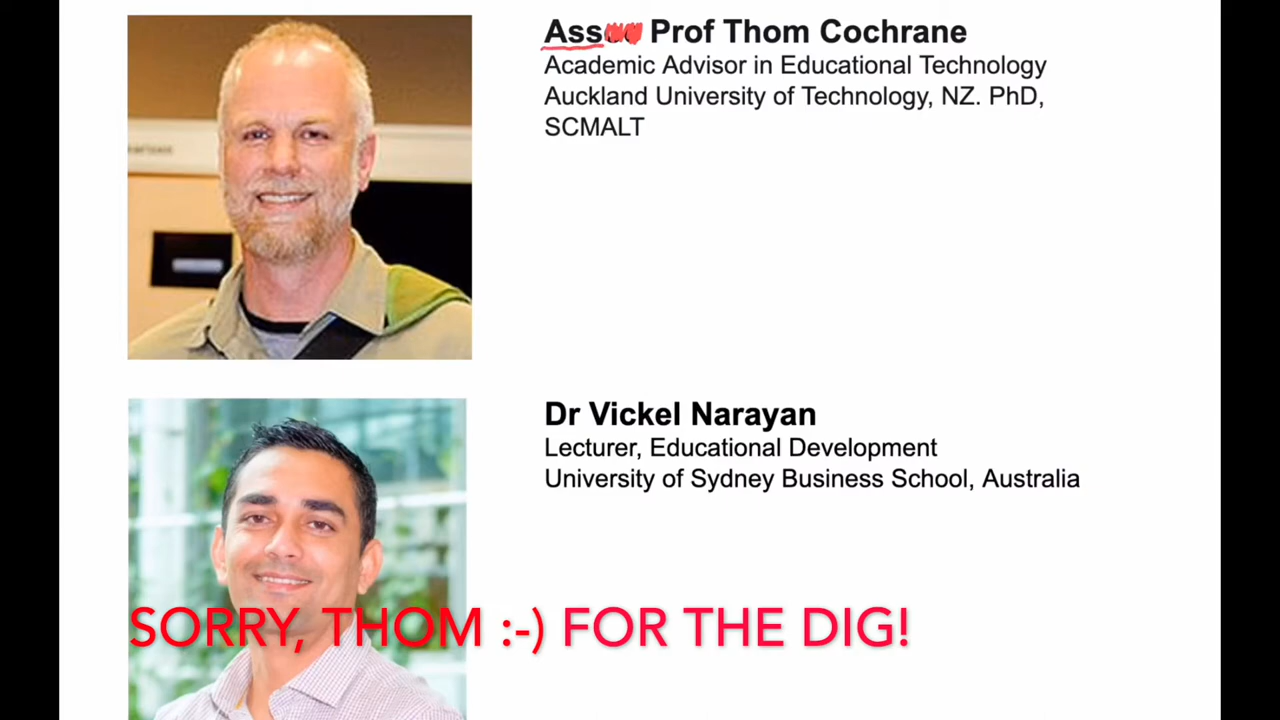 Ass Prof Thom Cochrane
Academic Advisor in Educational Technology
Auckland University of Technology, NZ. PhD,
SCMALT
Dr Vickel Narayan
Lecturer, Educational Development
University of Sydney Business School, Australia
SORRY, THOM :-) FOR THE DIG!